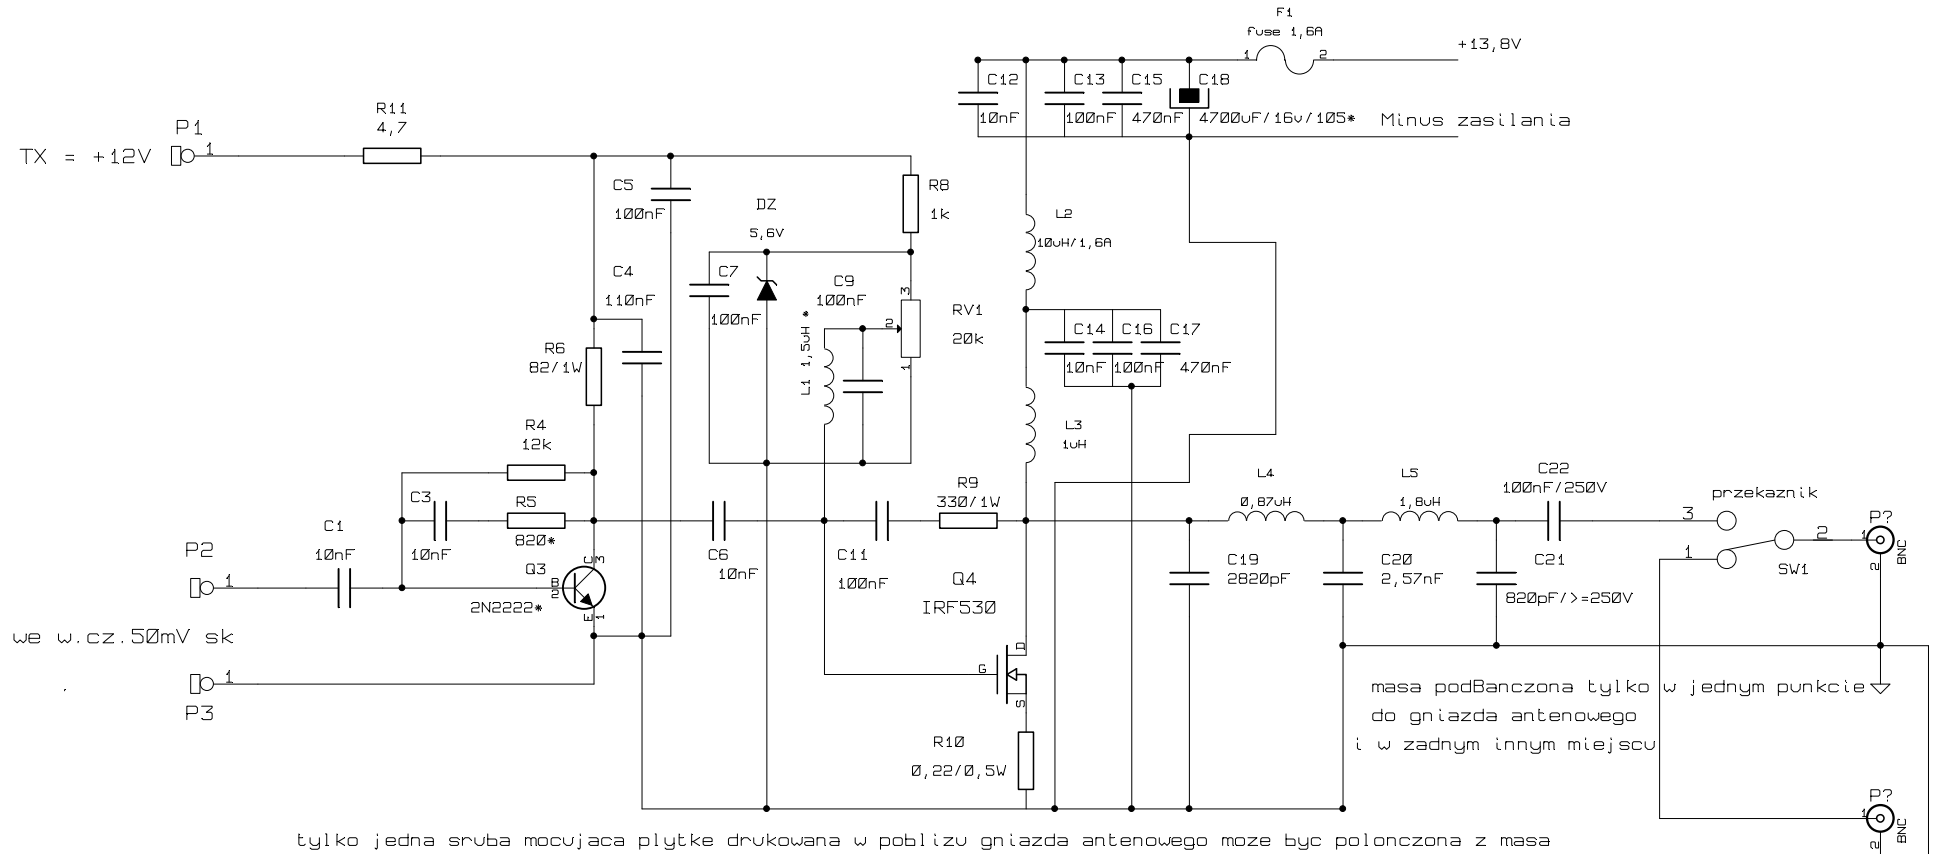 F1
fuse 1,6A
1 2
+13,8V
C12
10nF
C13
100nF
C15
470nF
C18
4700uF/16v/105*
Minus zasilania
R11
4,7
P1
TX = +12V
1
C5
100nF
R8
1k
DZ
5,6V
L2
10uH/1,6A
C4
110nF
C7
100nF
C9
100nF
L1 1,5uH *
3
2
1
RV1
20k
C14
10nF
C16
100nF
C17
470nF
R6
82/1W
R4
12k
L3
1uH
C3
10nF
R5
820*
C1
10nF
P2
1
Q3
2N2222*
C
3
B
2
E
1
C6
10nF
C11
100nF
R9
330/1W
L4
0,87uH
L5
1,8uH
C22
100nF/250V
przekaznik
3
1
2
SW1
P?
1
2
BNC
C19
2820pF
C20
2,57nF
C21
820pF/>=250V
Q4
IRF530
G
D
S
we w.cz.50mV sk
.
1
P3
R10
0,22/0,5W
masa podBanczona tylko w jednym punkcie
do gniazda antenowego
i w zadnym innym miejscu
P?
1
2
BNC
tylko jedna sruba mocujaca plytke drukowana w poblizu gniazda antenowego moze byc polonczona z masa